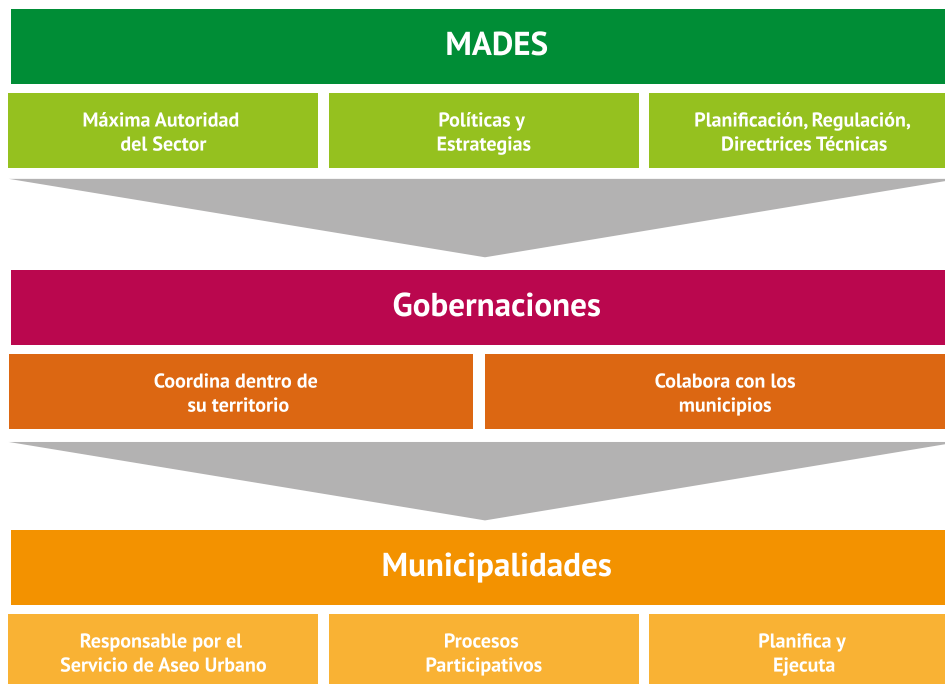 MADES
Máxima Autoridad
del Sector
Políticas y
Estrategias
Planificación, Regulación,
Directrices Técnicas
Gobernaciones
Coordina dentro de
su territorio
Colabora con los
municipios
Municipalidades
Responsable por el
Servicio de Aseo Urbano
Procesos
Participativos
Planifica y
Ejecuta